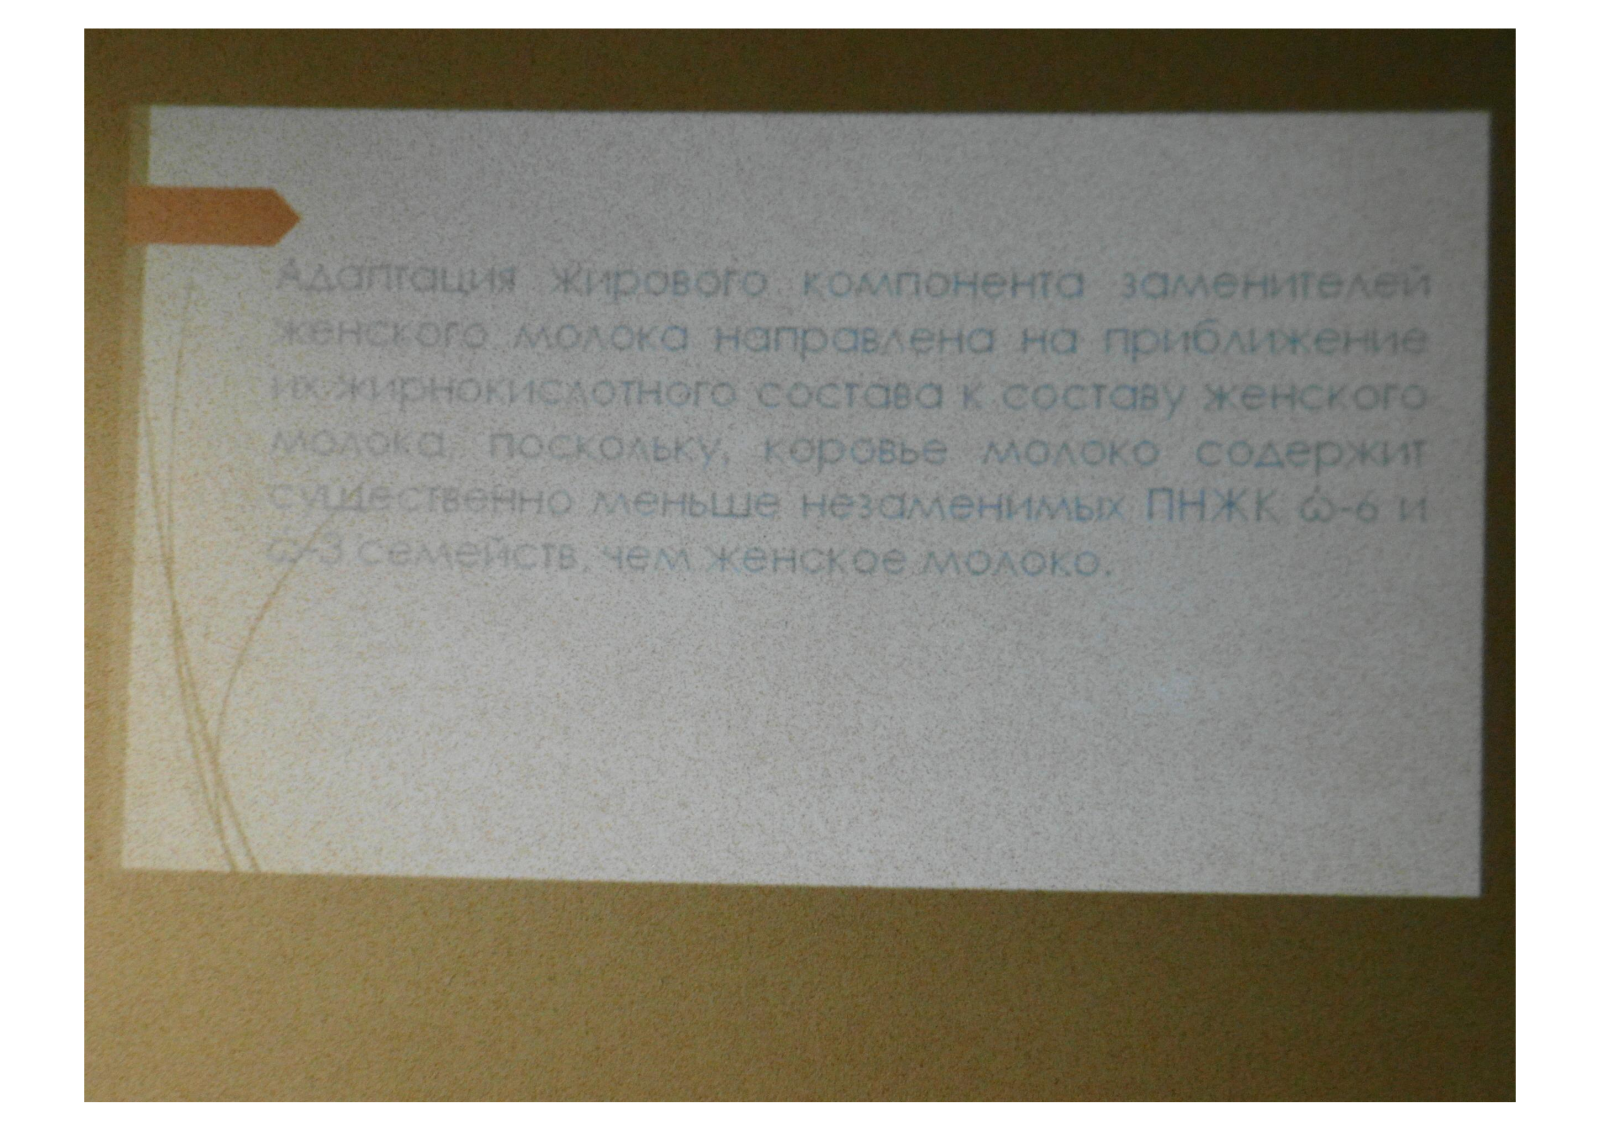 Адаптация жирового компонента заменителей
женского молока направлена на приближение
их жирнокислотного состава к составу женского
молока, поскольку, коровье молоко содержит
существенно меньше незаменимых ПНЖК ώ-6 и
ώ-3 семейств, чем женское молоко.